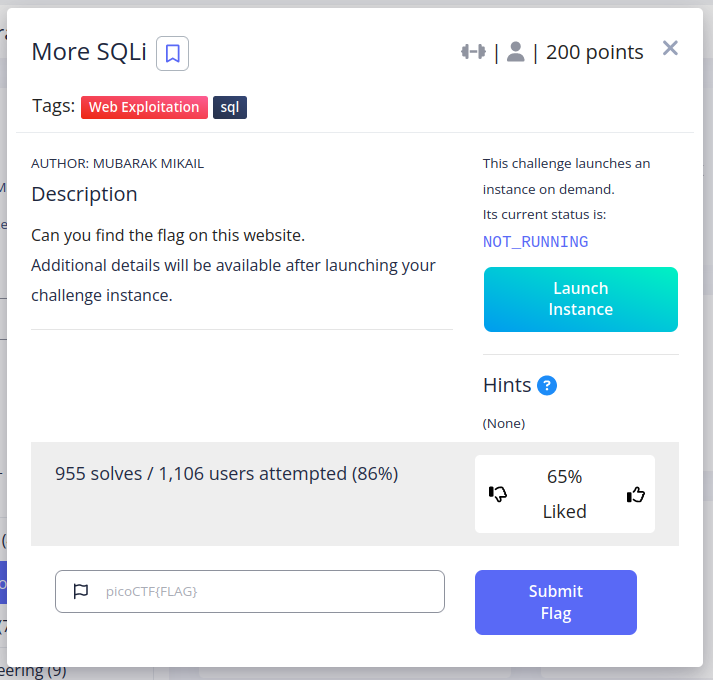 More SQLi
| | 200 points
Tags: Web Exploitation sql
AUTHOR: MUBARAK MIKAIL
Description
Can you find the flag on this website.
Additional details will be available after launching your
challenge instance.
This challenge launches an
instance on demand.
Its current status is:
NOT_RUNNING
Launch
Instance
Hints ?
(None)
955 solves / 1,106 users attempted (86%)
65%
Liked
picoCTF{FLAG}
Submit
Flag
eering (9)